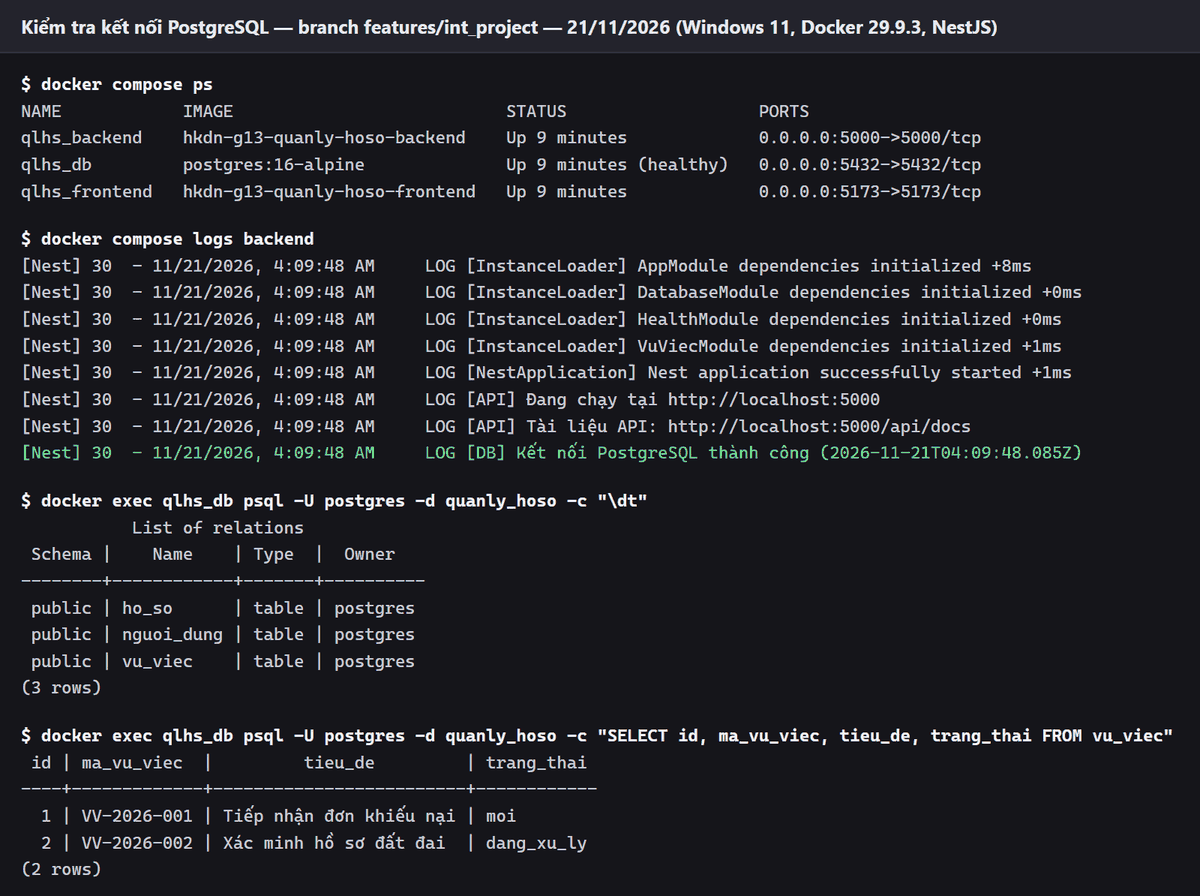 Kiểm tra kết nối PostgreSQL — branch features/int_project — 21/11/2026 (Windows 11, Docker 29.9.3, NestJS)
$ docker compose ps
NAME            IMAGE                           STATUS                   PORTS
qlhs_backend    hkdn-g13-quanly-hoso-backend    Up 9 minutes             0.0.0.0:5000->5000/tcp
qlhs_db         postgres:16-alpine              Up 9 minutes (healthy)   0.0.0.0:5432->5432/tcp
qlhs_frontend   hkdn-g13-quanly-hoso-frontend   Up 9 minutes             0.0.0.0:5173->5173/tcp
$ docker compose logs backend
[Nest] 30  - 11/21/2026, 4:09:48 AM     LOG [InstanceLoader] AppModule dependencies initialized +8ms
[Nest] 30  - 11/21/2026, 4:09:48 AM     LOG [InstanceLoader] DatabaseModule dependencies initialized +0ms
[Nest] 30  - 11/21/2026, 4:09:48 AM     LOG [InstanceLoader] HealthModule dependencies initialized +0ms
[Nest] 30  - 11/21/2026, 4:09:48 AM     LOG [InstanceLoader] VuViecModule dependencies initialized +1ms
[Nest] 30  - 11/21/2026, 4:09:48 AM     LOG [NestApplication] Nest application successfully started +1ms
[Nest] 30  - 11/21/2026, 4:09:48 AM     LOG [API] Đang chạy tại http://localhost:5000
[Nest] 30  - 11/21/2026, 4:09:48 AM     LOG [API] Tài liệu API: http://localhost:5000/api/docs
[Nest] 30  - 11/21/2026, 4:09:48 AM     LOG [DB] Kết nối PostgreSQL thành công (2026-11-21T04:09:48.085Z)
$ docker exec qlhs_db psql -U postgres -d quanly_hoso -c "\dt"
           List of relations
 Schema |    Name    | Type  |  Owner
--------+------------+-------+----------
 public | ho_so      | table | postgres
 public | nguoi_dung | table | postgres
 public | vu_viec    | table | postgres
(3 rows)
$ docker exec qlhs_db psql -U postgres -d quanly_hoso -c "SELECT id, ma_vu_viec, tieu_de, trang_thai FROM vu_viec"
 id | ma_vu_viec  |         tieu_de         | trang_thai
----+-------------+-------------------------+------------
  1 | VV-2026-001 | Tiếp nhận đơn khiếu nại | moi
  2 | VV-2026-002 | Xác minh hồ sơ đất đai  | dang_xu_ly
(2 rows)